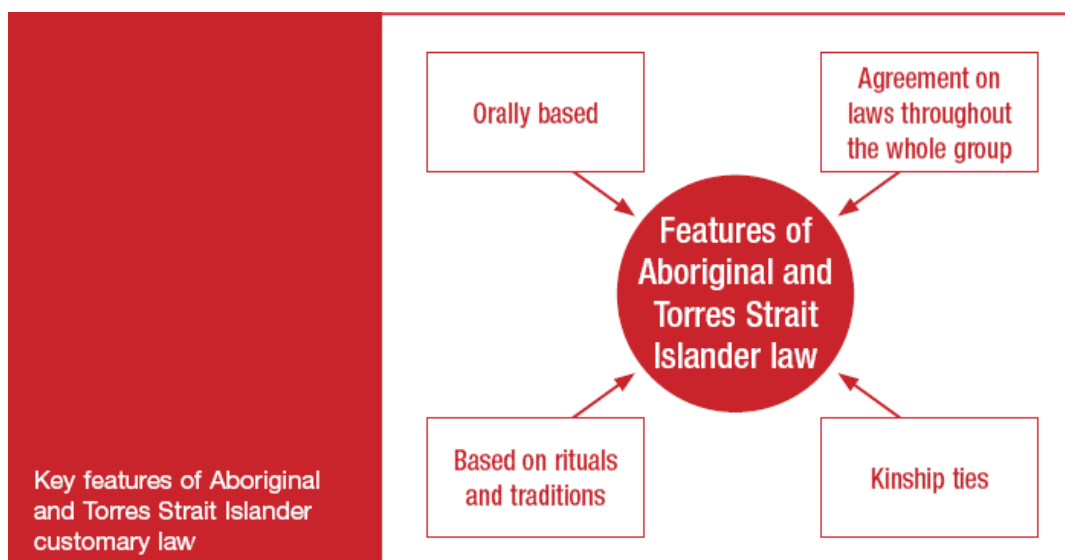 Orally based
Agreement on
laws throughout
the whole group
Features of
Aboriginal and
Torres Strait
Islander law
Based on rituals
and traditions
Kinship ties
Key features of Aboriginal
and Torres Strait Islander
customary law